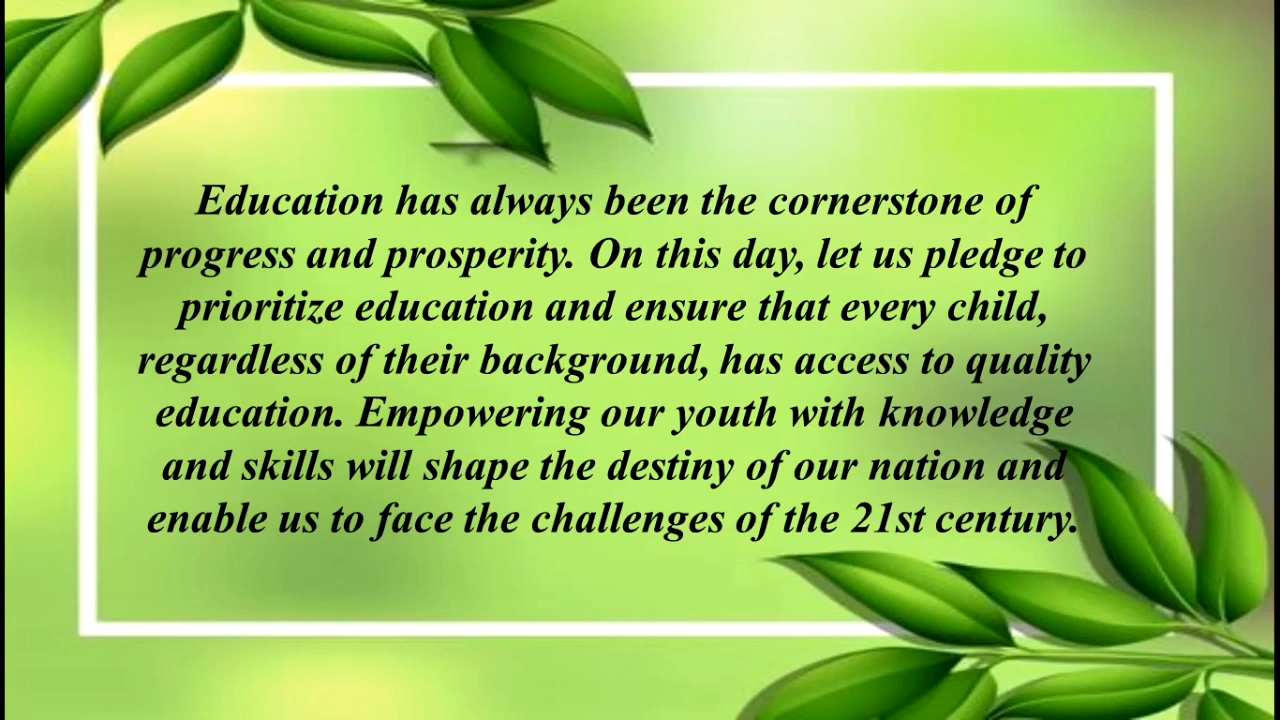 Education has always been the cornerstone of
progress and prosperity. On this day, let us pledge to
prioritize education and ensure that every child,
regardless of their background, has access to quality
education. Empowering our youth with knowledge
and skills will shape the destiny of our nation and
enable us to face the challenges of the 21st century.